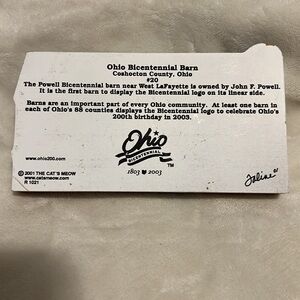 Ohio Bicentennial Barn
Coshocton County, Ohio
#20
The Powell Bicentennial barn near West LaFayette is owned by John F. Powell.
It is the first barn to display the Bicentennial logo on its linear side.
Barns are an important part of every Ohio community. At least one barn in
each of Ohio's 88 counties display the Bicentennial logo to celebrate Ohio's
200th birthday in 2003.
Ohio
BICENTENNIAL
TM
1803 2003
www.ohio200.com
© 2001 THE CAT'S MEOW
www.catsmeow.com
R 1021
Faline